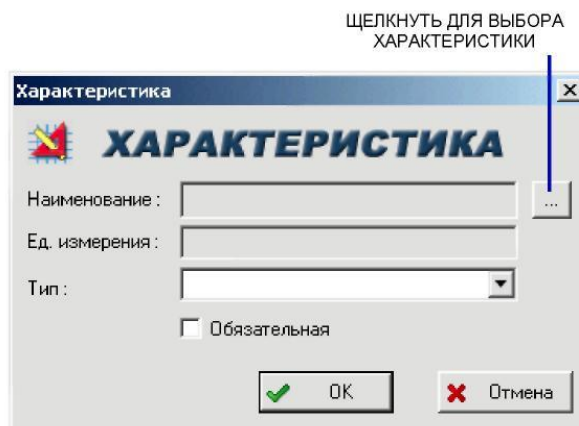 ЩЕЛКНУТЬ ДЛЯ ВЫБОРА
ХАРАКТЕРИСТИКИ
Характеристика
ХАРАКТЕРИСТИКА
Наименование :
...
Ед. измерения :
Тип :
Обязательная
OK
Отмена